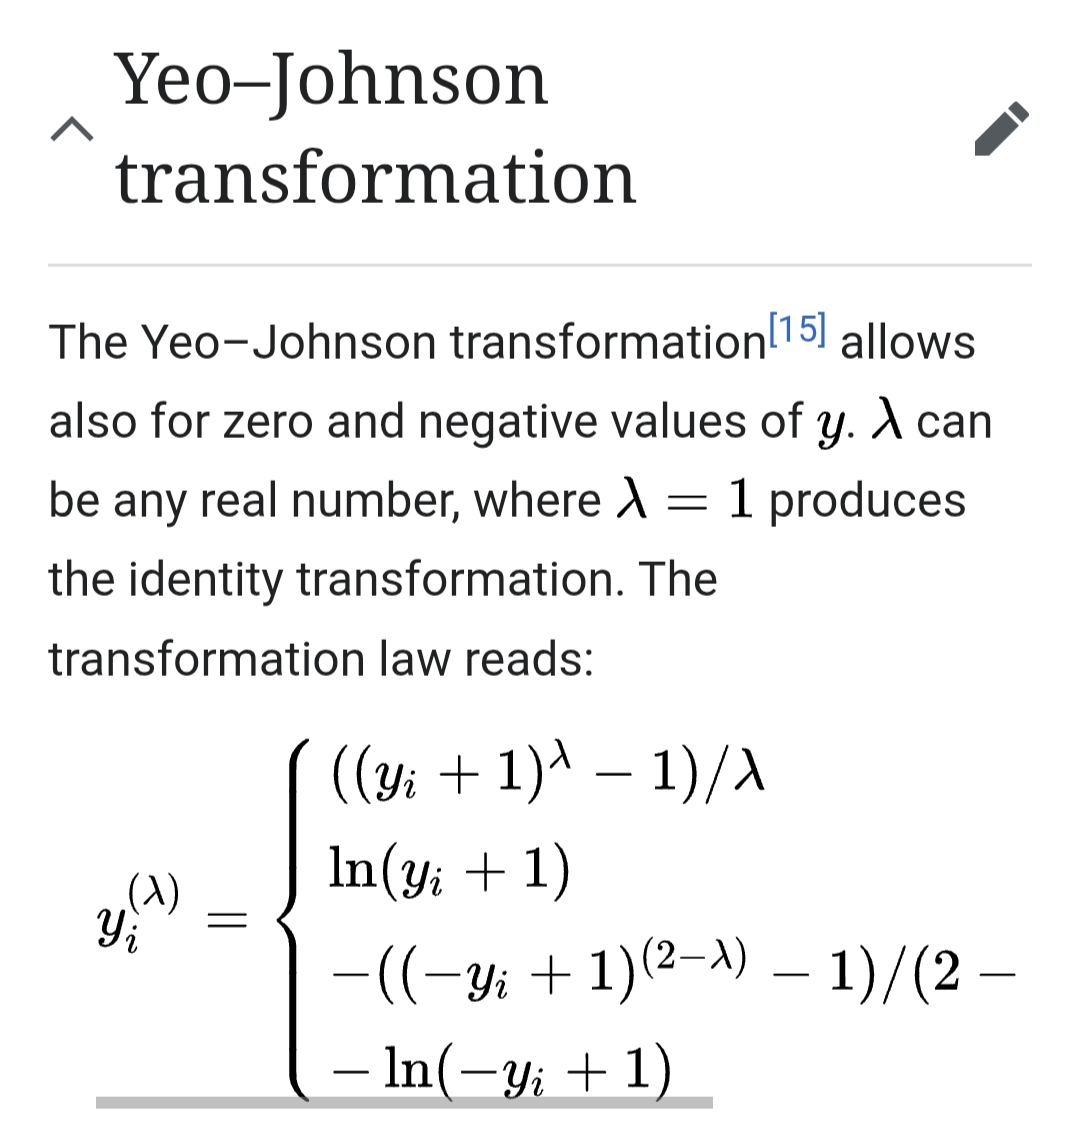 Yeo–Johnson
transformation
The Yeo–Johnson transformation[15] allows
also for zero and negative values of y. λ can
be any real number, where λ = 1 produces
the identity transformation. The
transformation law reads:
((yᵢ + 1)^λ − 1)/λ
ln(yᵢ + 1)
yᵢ^(λ) = {
−((−yᵢ + 1)^(2−λ) − 1)/(2 −
− ln(−yᵢ + 1)